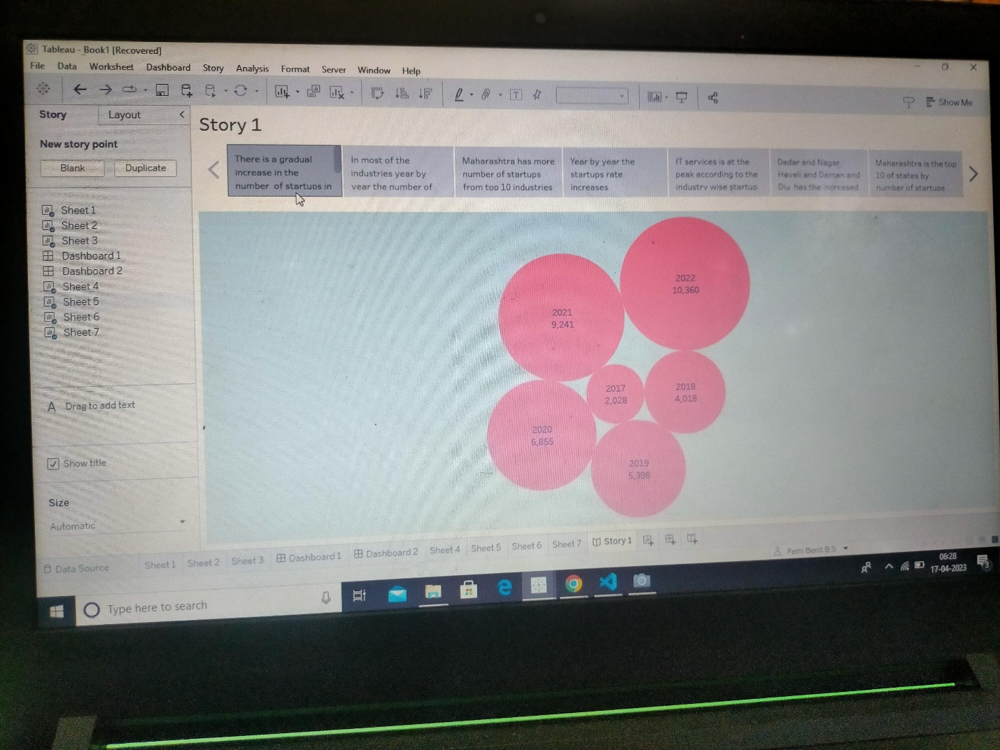 Tableau - Book1 [Recovered]
File Data Worksheet Dashboard Story Analysis Format Server Window Help
Show Me
Story Layout
New story point
Blank Duplicate
Sheet 1
Sheet 2
Sheet 3
Dashboard 1
Dashboard 2
Sheet 4
Sheet 5
Sheet 6
Sheet 7
A Drag to add text
Show title
Size
Automatic
Story 1
There is a gradual
increase in the
number of startups in
In most of the
industries year by
year the number of
Maharashtra has more
number of startups
from top 10 industries
Year by year the
startups rate
increases
IT services is at the
peak according to the
industry wise startup
Dadar and Nagar
Haveli and Daman and
Diu has the increased
Maharashtra is the top
10 of states by
number of startups
2022
10,360
2021
9,241
2017
2,028
2018
4,018
2020
6,855
2019
5,398
Data Source Sheet 1 Sheet 2 Sheet 3 Dashboard 1 Dashboard 2 Sheet 4 Sheet 5 Sheet 6 Sheet 7 Story 1
Femi Benit B.S
Type here to search
06:28
17-04-2023
3